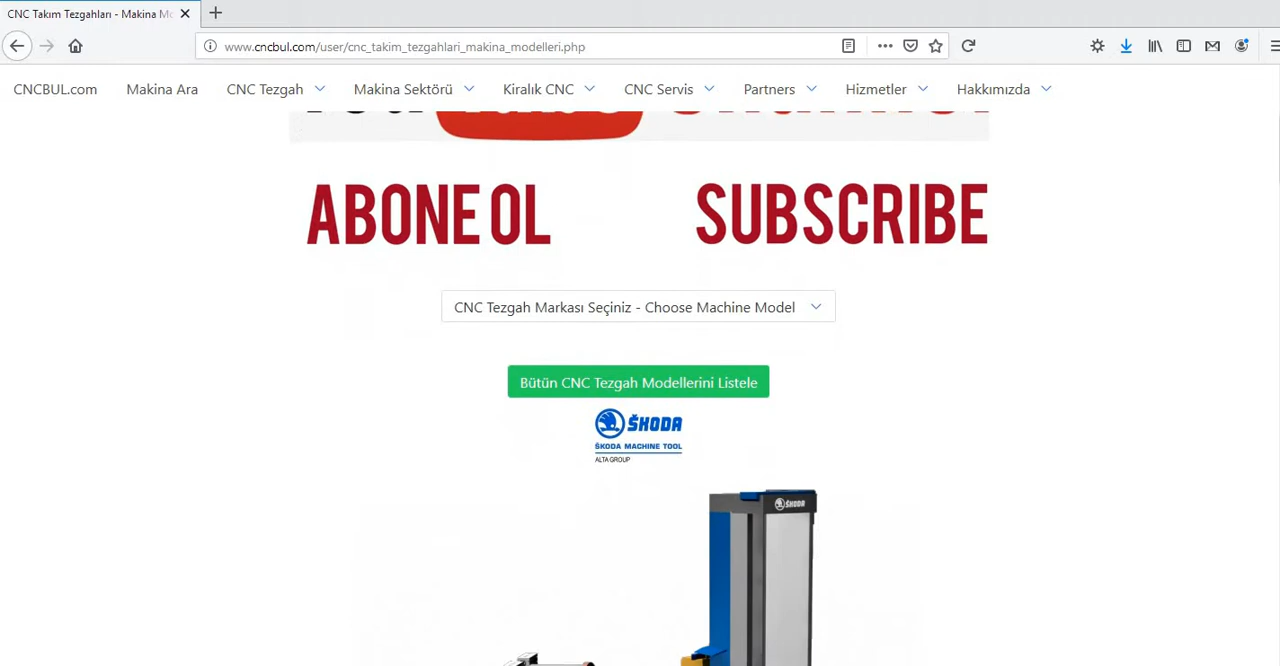 CNC Takım Tezgahları - Makina Mo
www.cncbul.com/user/cnc_takim_tezgahlari_makina_modelleri.php
CNCBUL.com Makina Ara CNC Tezgah Makina Sektörü Kiralık CNC CNC Servis Partners Hizmetler Hakkımızda
ABONE OL SUBSCRIBE
CNC Tezgah Markası Seçiniz - Choose Machine Model
Bütün CNC Tezgah Modellerini Listele
ŠKODA
ŠKODA MACHINE TOOL
ALTA GROUP
ŠKODA